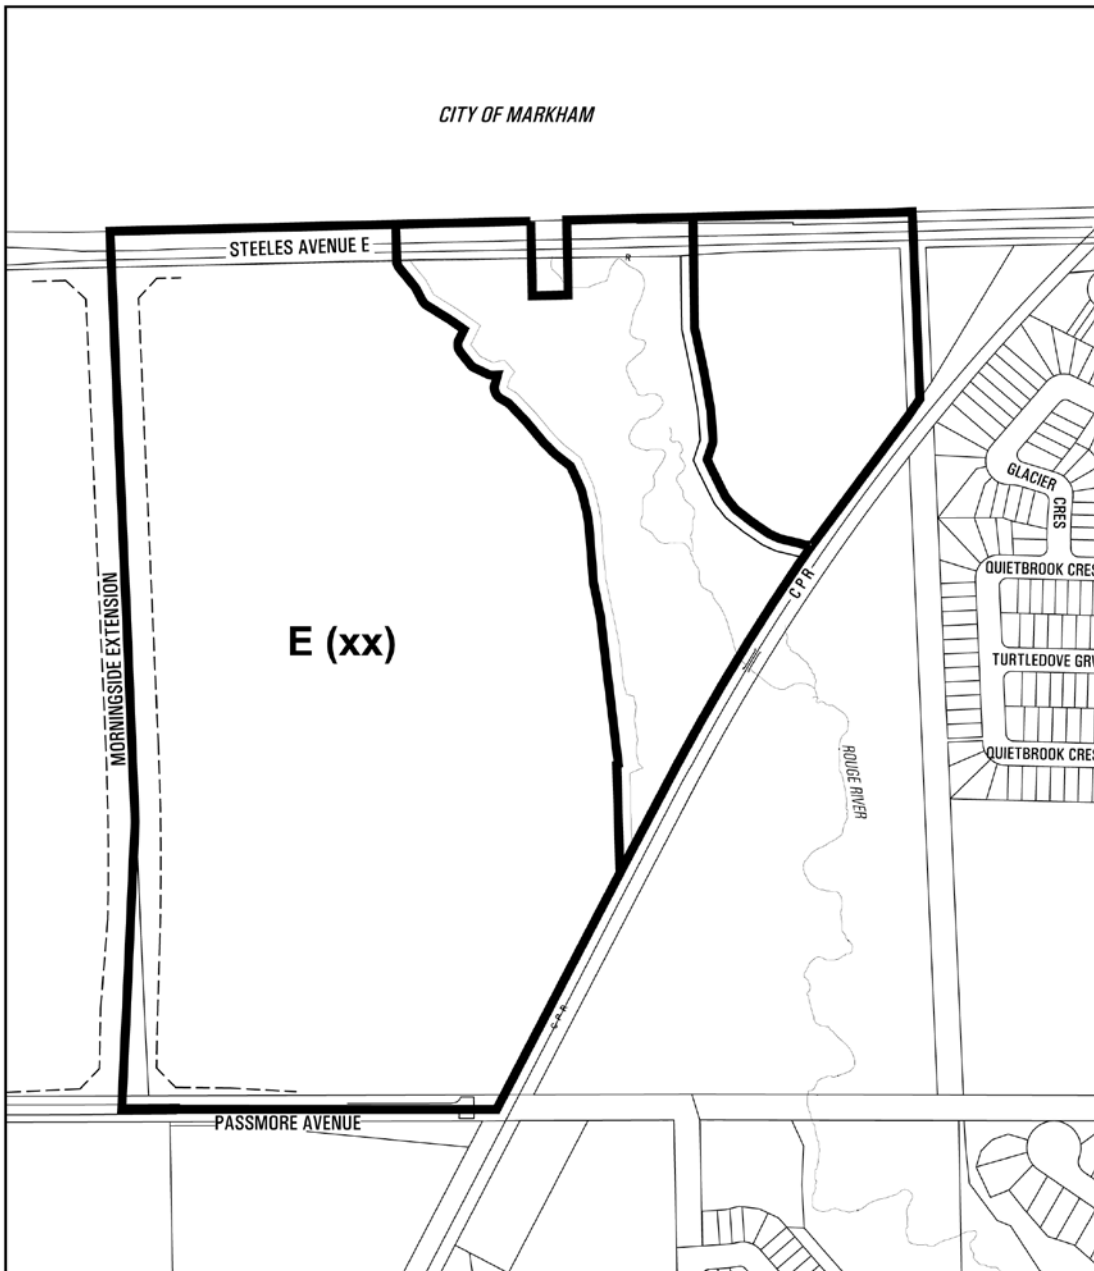 CITY OF MARKHAM
STEELES AVENUE E
R
GLACIER
CRES
QUIETBROOK CRES
CPR
MORNINGSIDE EXTENSION
E (xx)
TURTLEDOVE GRV
QUIETBROOK CRES
ROUGE RIVER
CPR
PASSMORE AVENUE